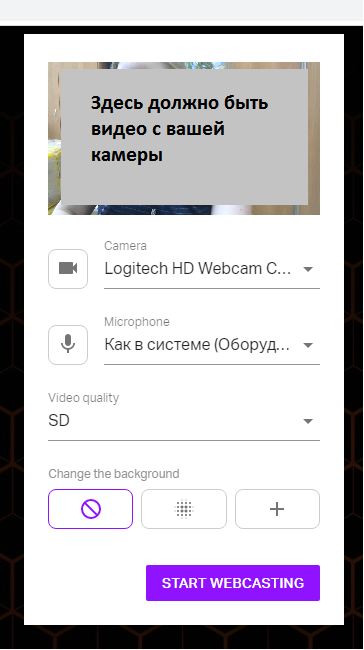 Здесь должно быть
видео с вашей
камеры
Camera
Logitech HD Webcam C...
Microphone
Как в системе (Оборуд...
Video quality
SD
Change the background
START WEBCASTING